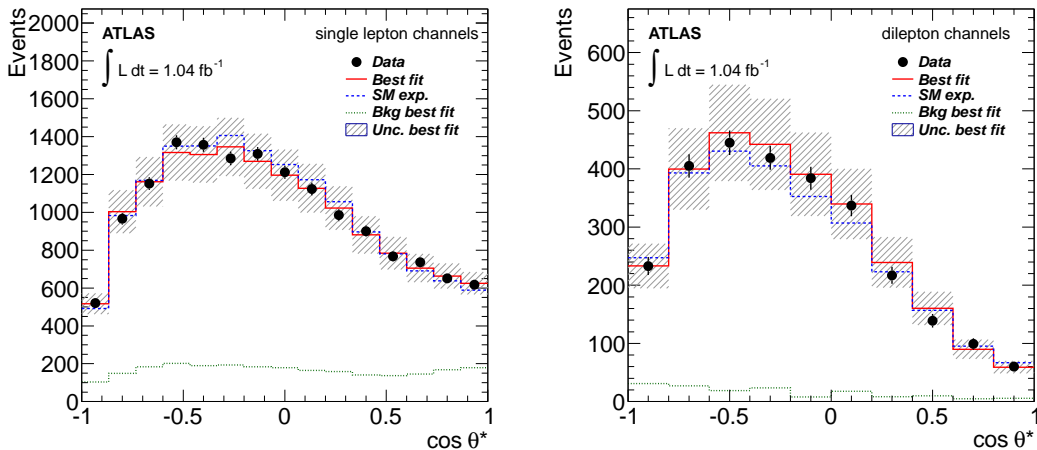 Events
2000
1800
1600
1400
1200
1000
800
600
400
200
0
ATLAS
single lepton channels
∫ L dt = 1.04 fb⁻¹
Data
Best fit
SM exp.
Bkg best fit
Unc. best fit
-1 -0.5 0 0.5 1
cos θ*
Events
600
500
400
300
200
100
0
ATLAS
dilepton channels
∫ L dt = 1.04 fb⁻¹
Data
Best fit
SM exp.
Bkg best fit
Unc. best fit
-1 -0.5 0 0.5 1
cos θ*